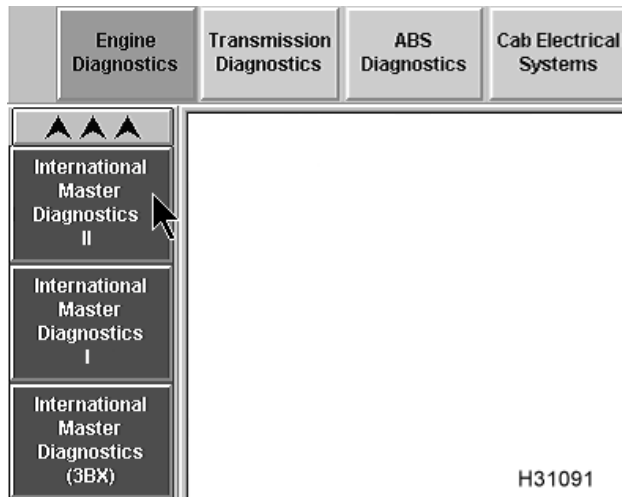 Engine
Diagnostics
Transmission
Diagnostics
ABS
Diagnostics
Cab Electrical
Systems
International
Master
Diagnostics
II
International
Master
Diagnostics
I
International
Master
Diagnostics
(3BX)
H31091